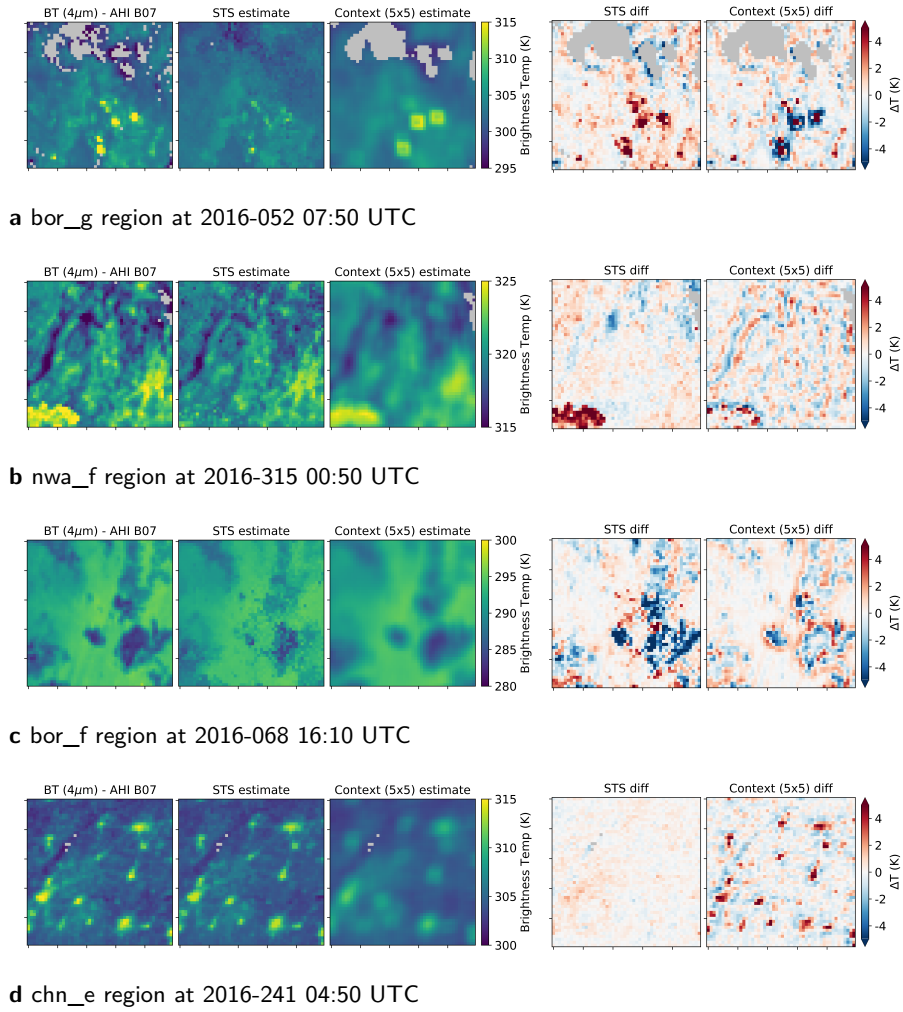 BT (4μm) - AHI B07 STS estimate Context (5x5) estimate STS diff Context (5x5) diff
315
310
305
300
295
Brightness Temp (K)
4
2
0
-2
-4
ΔT (K)
a bor_g region at 2016-052 07:50 UTC
BT (4μm) - AHI B07 STS estimate Context (5x5) estimate STS diff Context (5x5) diff
325
320
315
Brightness Temp (K)
4
2
0
-2
-4
ΔT (K)
b nwa_f region at 2016-315 00:50 UTC
BT (4μm) - AHI B07 STS estimate Context (5x5) estimate STS diff Context (5x5) diff
300
295
290
285
280
Brightness Temp (K)
4
2
0
-2
-4
ΔT (K)
c bor_f region at 2016-068 16:10 UTC
BT (4μm) - AHI B07 STS estimate Context (5x5) estimate STS diff Context (5x5) diff
315
310
305
300
Brightness Temp (K)
4
2
0
-2
-4
ΔT (K)
d chn_e region at 2016-241 04:50 UTC